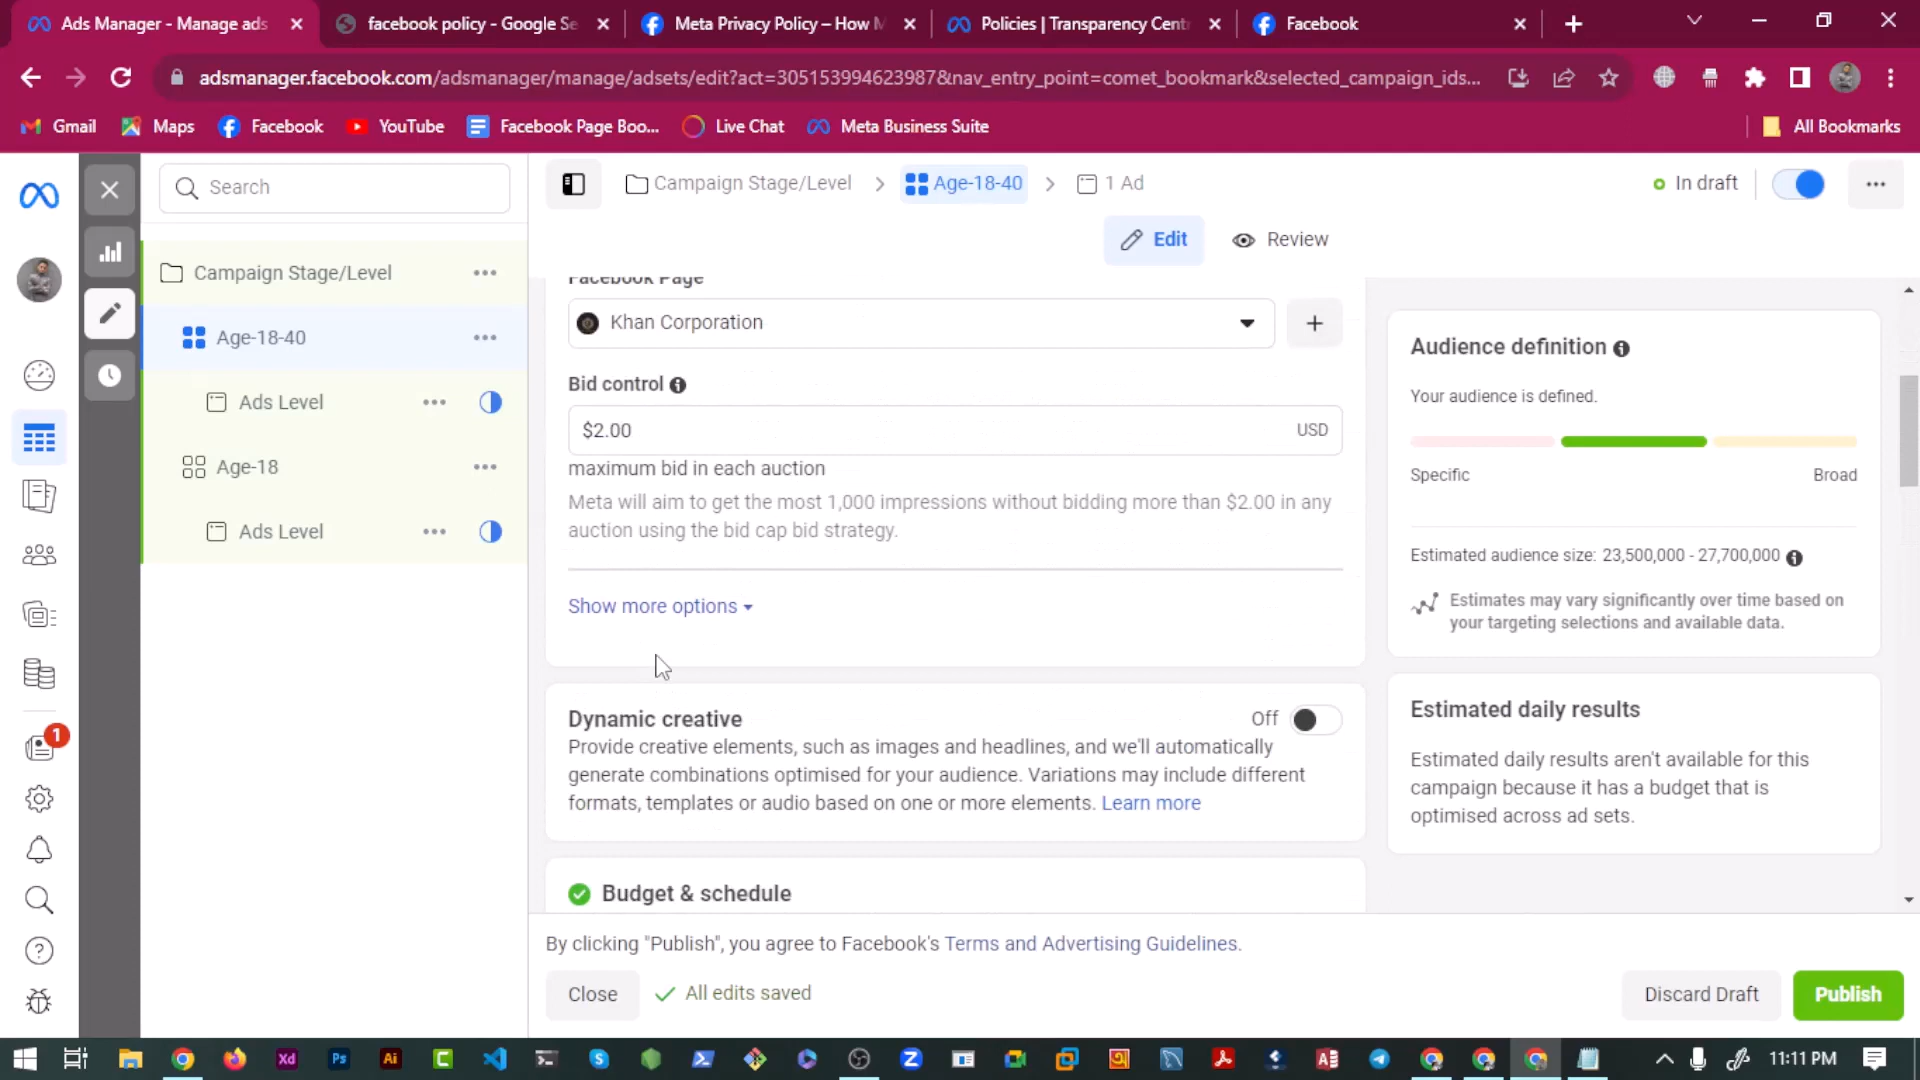 Ads Manager - Manage ads
facebook policy - Google Se
Meta Privacy Policy – How M
Policies | Transparency Cent
Facebook
adsmanager.facebook.com/adsmanager/manage/adsets/edit?act=305153994623987&nav_entry_point=comet_bookmark&selected_campaign_ids...
Gmail
Maps
Facebook
YouTube
Facebook Page Boo...
Live Chat
Meta Business Suite
All Bookmarks
Search
Campaign Stage/Level
Age-18-40
1 Ad
In draft
Edit
Review
Campaign Stage/Level
Age-18-40
Ads Level
Age-18
Ads Level
1
Facebook Page
Khan Corporation
Bid control
$2.00
USD
maximum bid in each auction
Meta will aim to get the most 1,000 impressions without bidding more than $2.00 in any
auction using the bid cap bid strategy.
Show more options
Dynamic creative
Off
Provide creative elements, such as images and headlines, and we'll automatically
generate combinations optimised for your audience. Variations may include different
formats, templates or audio based on one or more elements. Learn more
Budget & schedule
Audience definition
Your audience is defined.
Specific
Broad
Estimated audience size: 23,500,000 - 27,700,000
Estimates may vary significantly over time based on
your targeting selections and available data.
Estimated daily results
Estimated daily results aren't available for this
campaign because it has a budget that is
optimised across ad sets.
By clicking "Publish", you agree to Facebook's Terms and Advertising Guidelines.
Close
All edits saved
Discard Draft
Publish
Xd
Ps
Ai
C
S
Z
A
11:11 PM